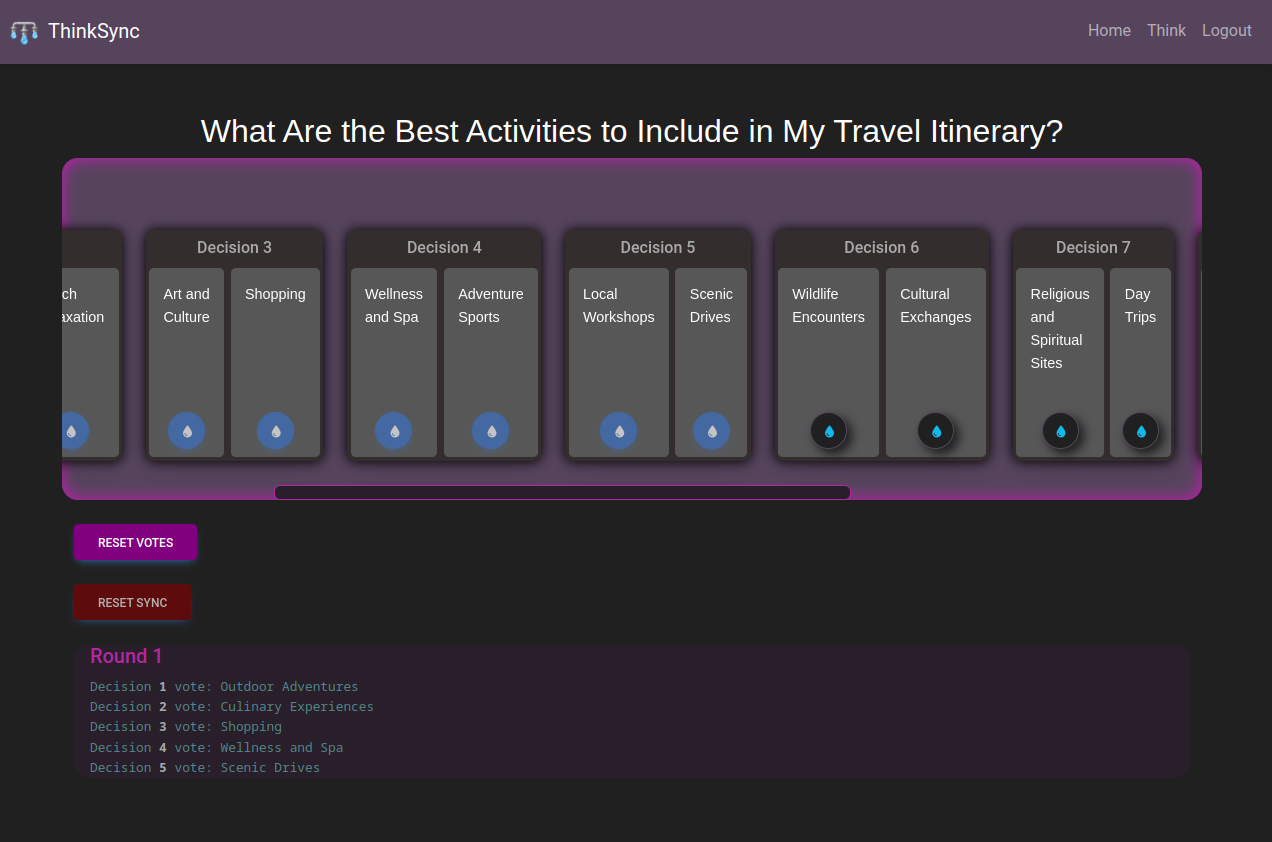 ThinkSync
Home Think Logout
What Are the Best Activities to Include in My Travel Itinerary?
ch
axation
Decision 3
Art and
Culture
Shopping
Decision 4
Wellness
and Spa
Adventure
Sports
Decision 5
Local
Workshops
Scenic
Drives
Decision 6
Wildlife
Encounters
Cultural
Exchanges
Decision 7
Religious
and
Spiritual
Sites
Day
Trips
RESET VOTES
RESET SYNC
Round 1
Decision 1 vote: Outdoor Adventures
Decision 2 vote: Culinary Experiences
Decision 3 vote: Shopping
Decision 4 vote: Wellness and Spa
Decision 5 vote: Scenic Drives